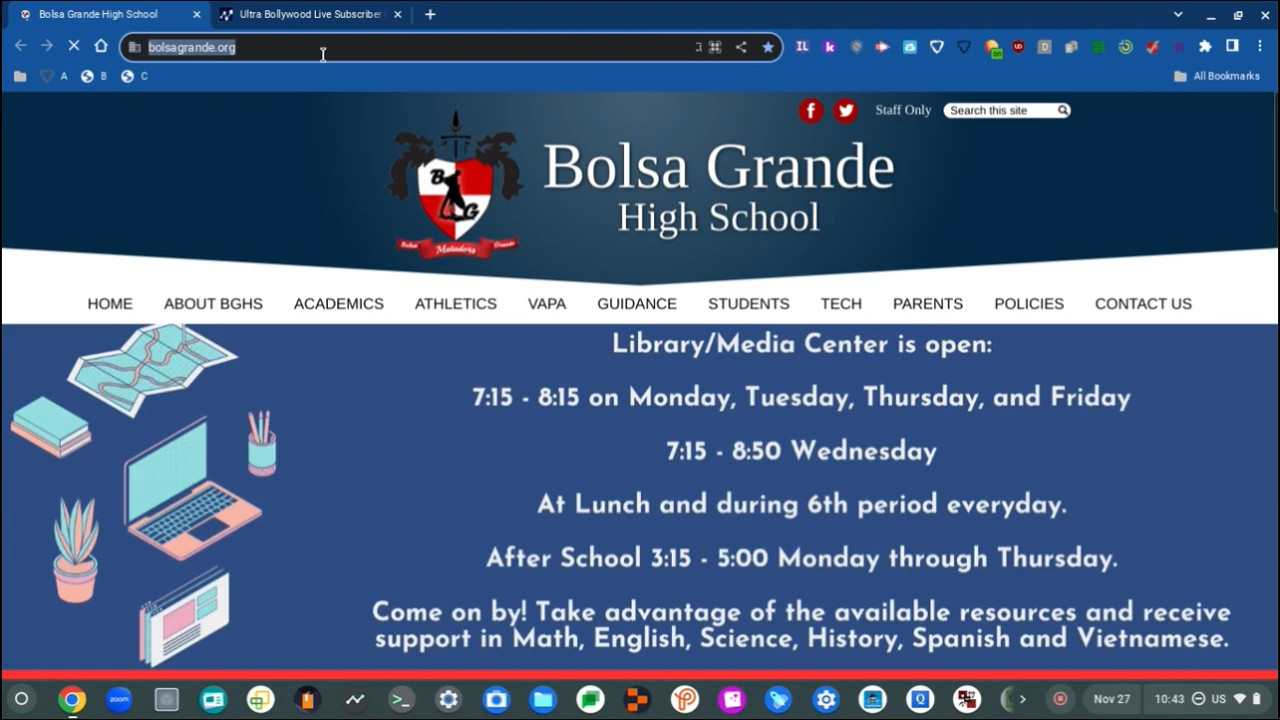 Bolsa Grande High School
Ultra Bollywood Live Subscriber
bolsagrande.org
A B C
All Bookmarks
Staff Only
Search this site
B
G
Bolsa Matadors Grande
Bolsa Grande
High School
HOME ABOUT BGHS ACADEMICS ATHLETICS VAPA GUIDANCE STUDENTS TECH PARENTS POLICIES CONTACT US
Library/Media Center is open:
7:15 - 8:15 on Monday, Tuesday, Thursday, and Friday
7:15 - 8:50 Wednesday
At Lunch and during 6th period everyday.
After School 3:15 - 5:00 Monday through Thursday.
Come on by! Take advantage of the available resources and receive
support in Math, English, Science, History, Spanish and Vietnamese.
zoom
Nov 27
10:43
US